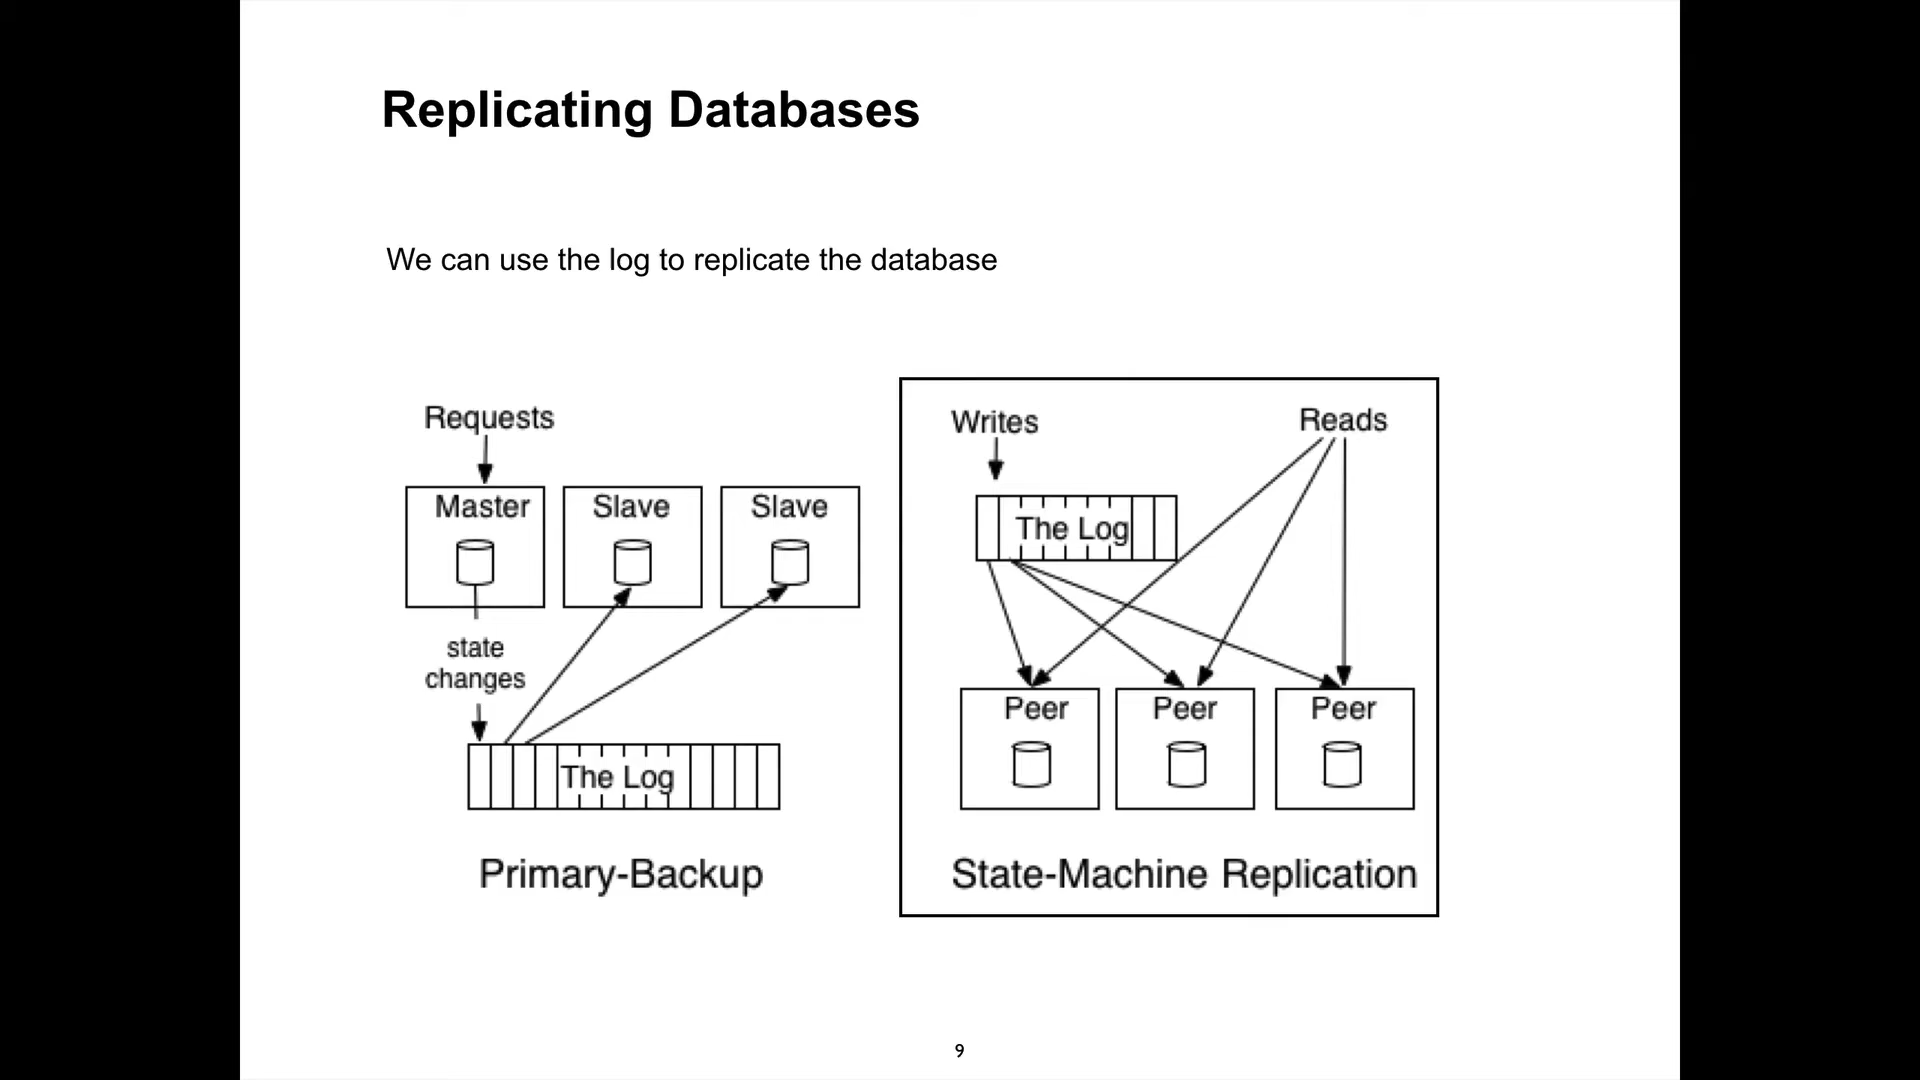 Replicating Databases
We can use the log to replicate the database
Requests
Master
Slave
Slave
state
changes
The Log
Primary-Backup
Writes
Reads
The Log
Peer
Peer
Peer
State-Machine Replication
9